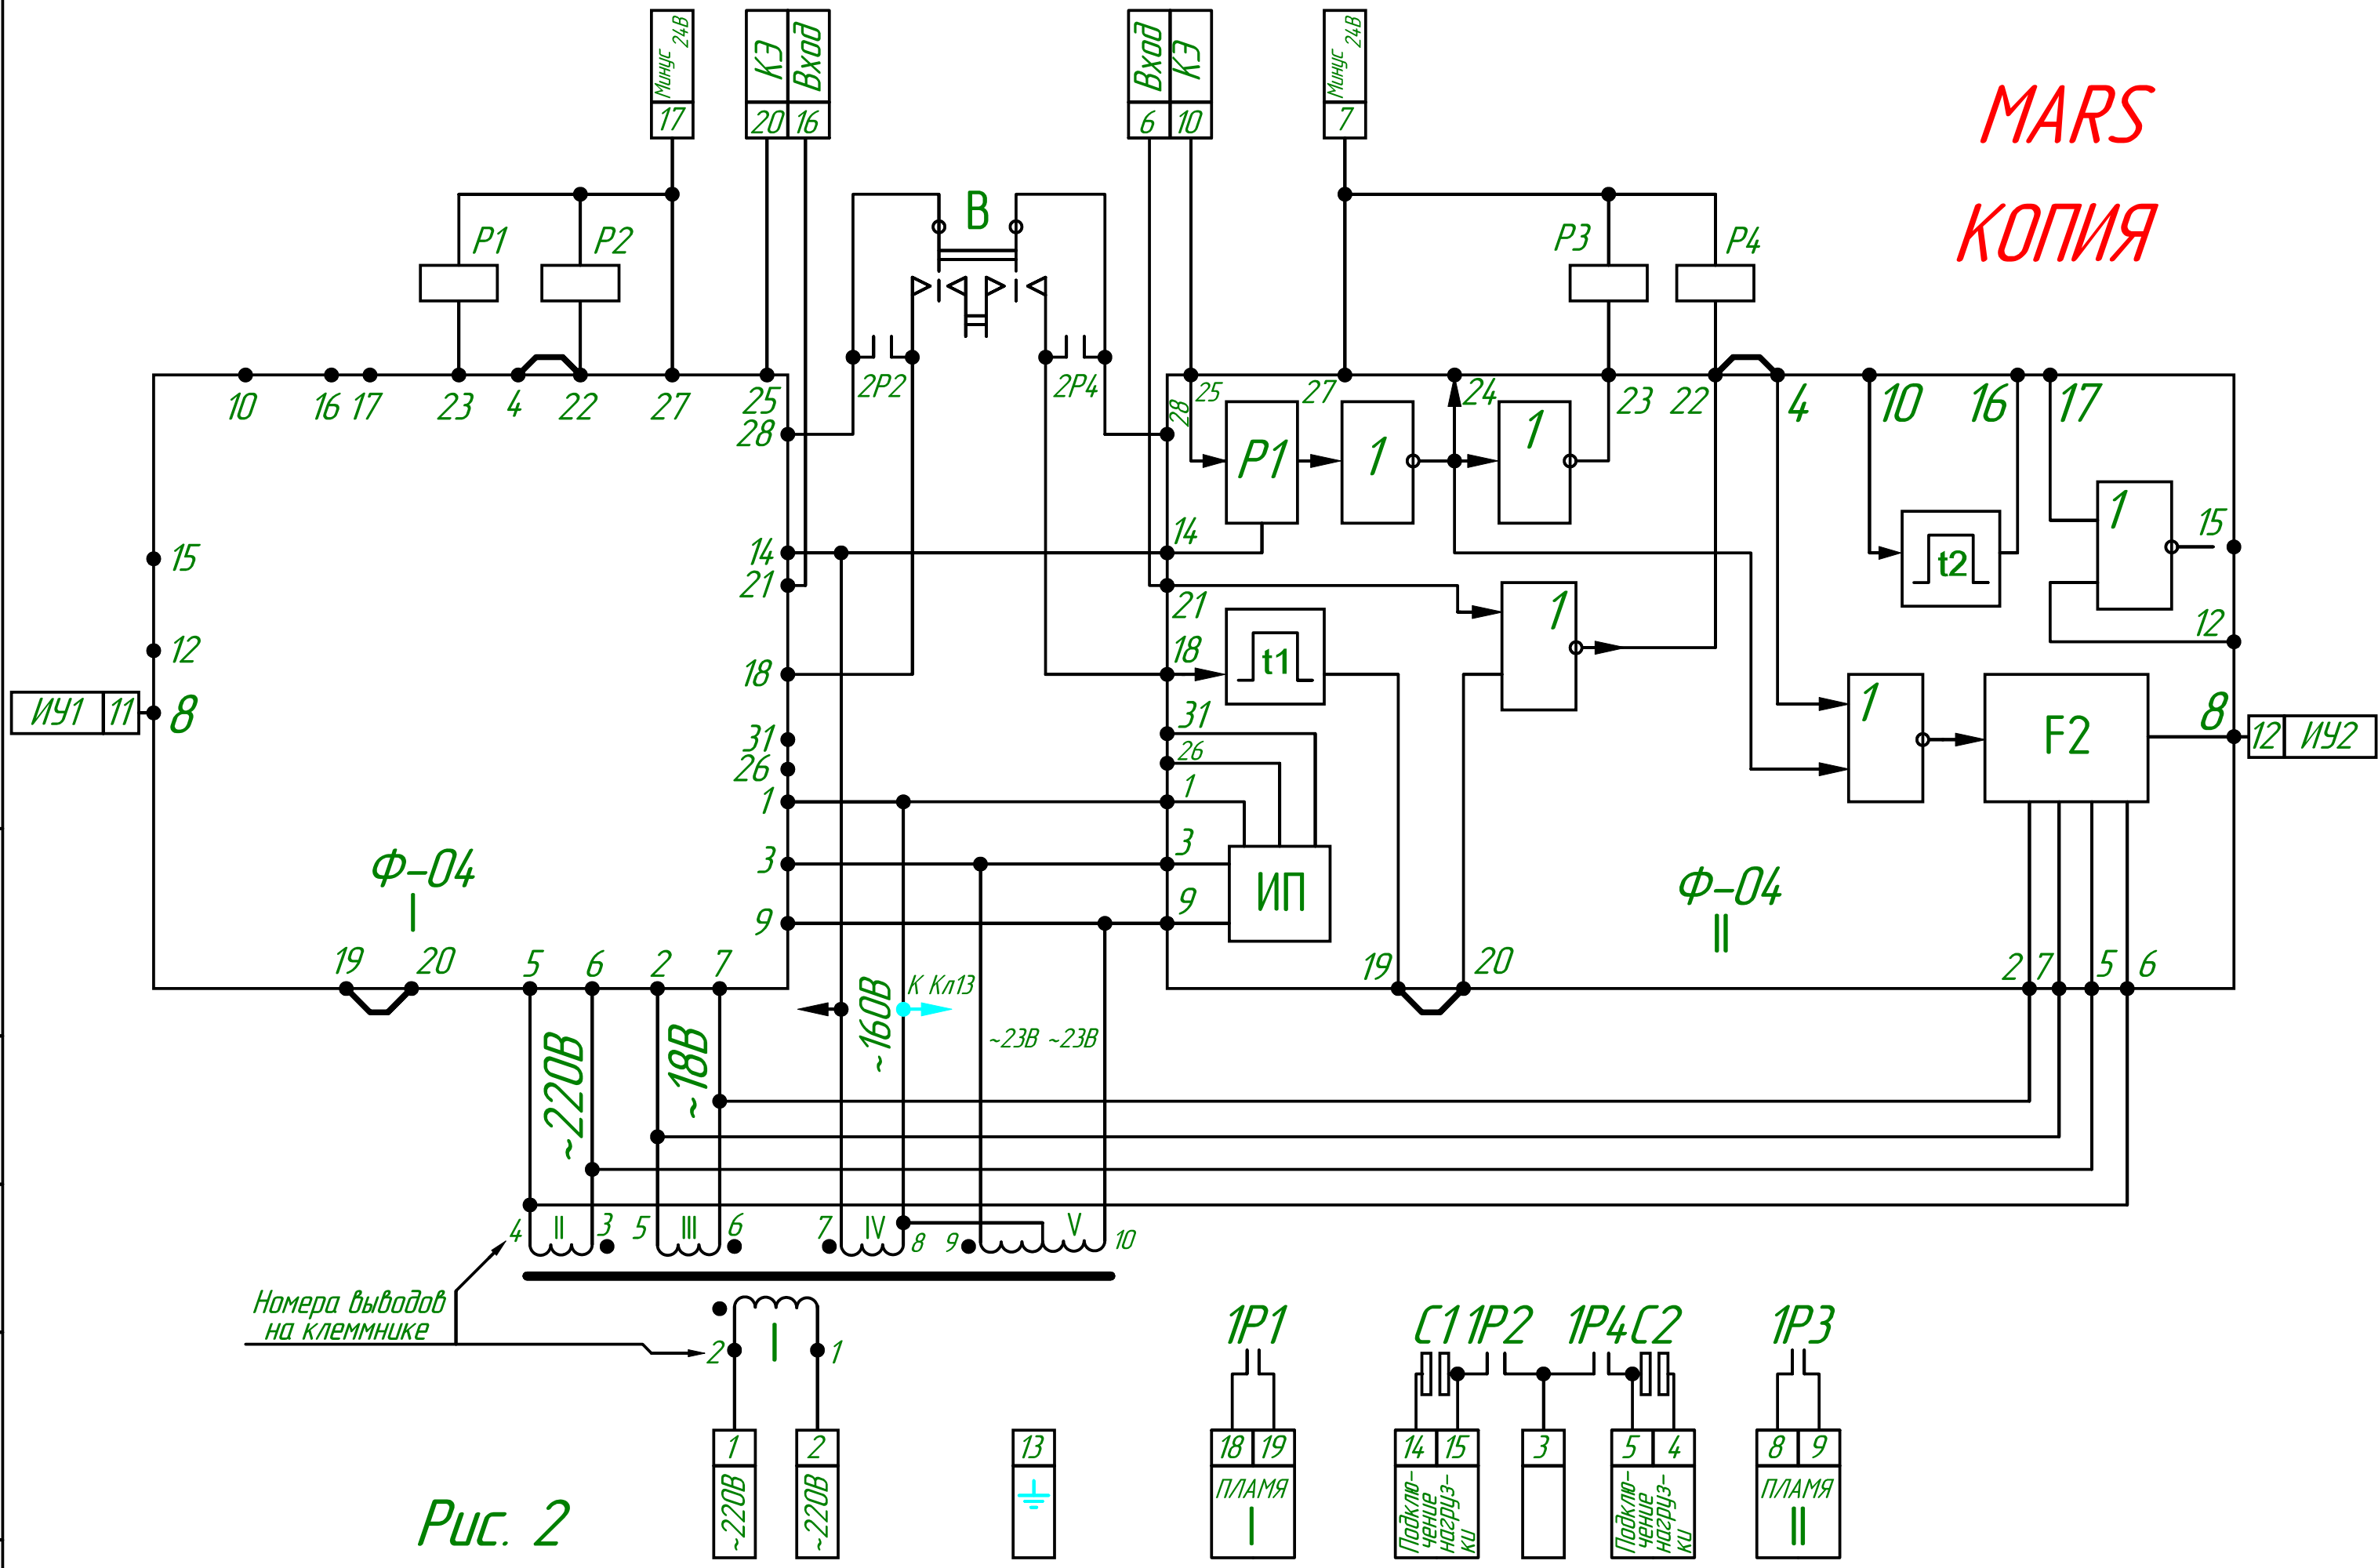 Минус 24В
17
КЭ
20
Вход
16
Вход
6
КЭ
10
Минус 24В
7
MARS
КОПИЯ
В
Р1
Р2
Р3
Р4
2Р2
2Р4
10
16
17
23
4
22
27
25
28
14
21
18
31
26
1
3
9
15
12
8
ИУ1
11
Ф-04
I
19
20
5
6
2
7
28
25
27
24
23
22
4
10
16
17
Р1
1
1
14
21
18
t1
1
31
26
1
3
9
ИП
t2
1
15
12
1
F2
8
12
ИУ2
Ф-04
II
19
20
2
7
5
6
~220В
~18В
~160В
К Кл13
~23В
~23В
4
II
3
5
III
6
7
IV
8
9
V
10
Номера выводов
на клеммнике
2
I
1
1
~220В
2
~220В
13
1Р1
18
19
ПЛАМЯ
I
С1
1Р2
1Р4
С2
14
15
Подклю-
чение
нагруз-
ки
3
5
4
Подклю-
чение
нагруз-
ки
1Р3
8
9
ПЛАМЯ
II
Рис. 2